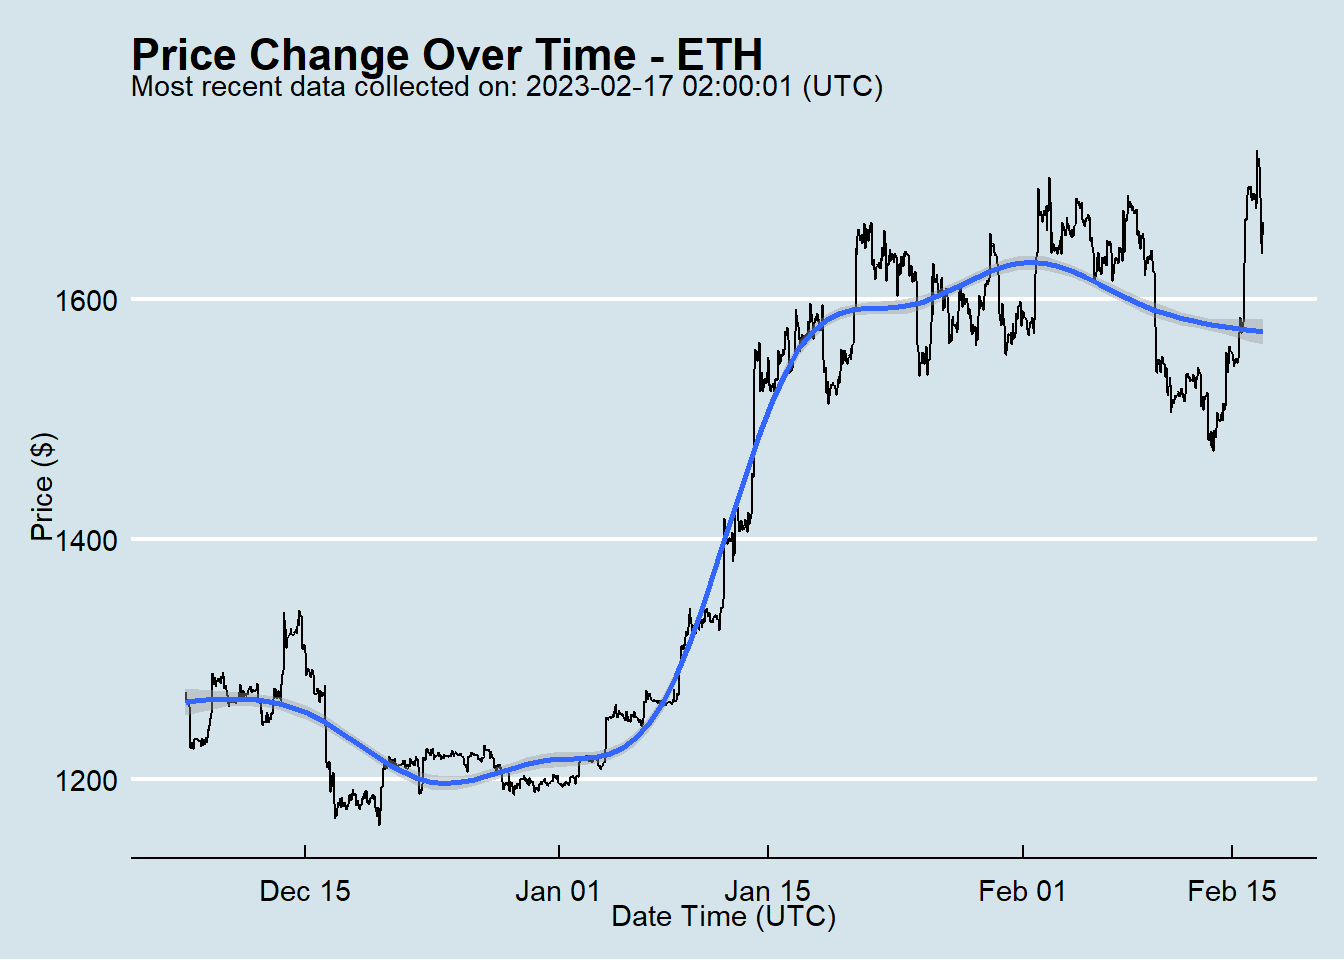 Price Change Over Time - ETH
Most recent data collected on: 2023-02-17 02:00:01 (UTC)
1600
1400
1200
Price ($)
Dec 15
Jan 01
Jan 15
Feb 01
Feb 15
Date Time (UTC)